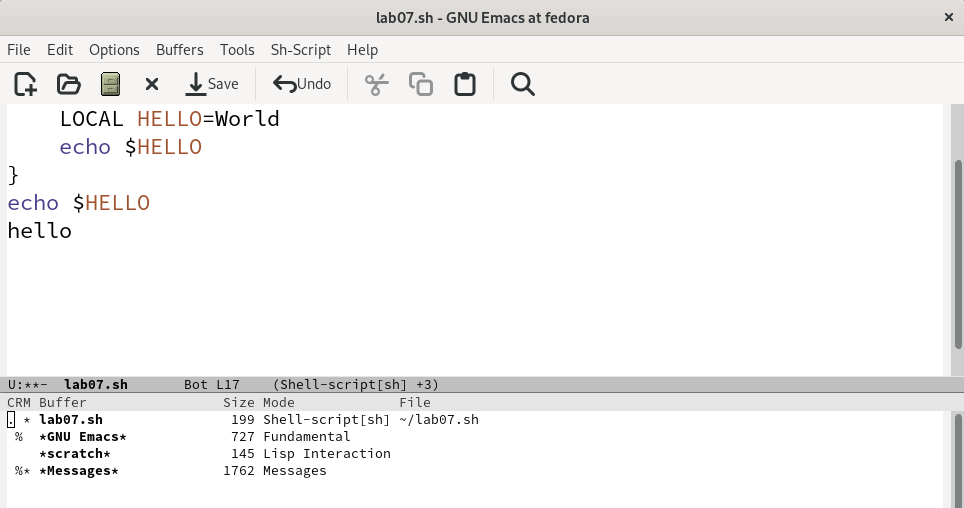 lab07.sh - GNU Emacs at fedora ×
File Edit Options Buffers Tools Sh-Script Help
Save Undo
    LOCAL HELLO=World
    echo $HELLO
}
echo $HELLO
hello
U:**-  lab07.sh       Bot L17    (Shell-script[sh] +3)
CRM Buffer                 Size Mode             File
. * lab07.sh                199 Shell-script[sh] ~/lab07.sh
 %  *GNU Emacs*             727 Fundamental
    *scratch*               145 Lisp Interaction
 %* *Messages*             1762 Messages